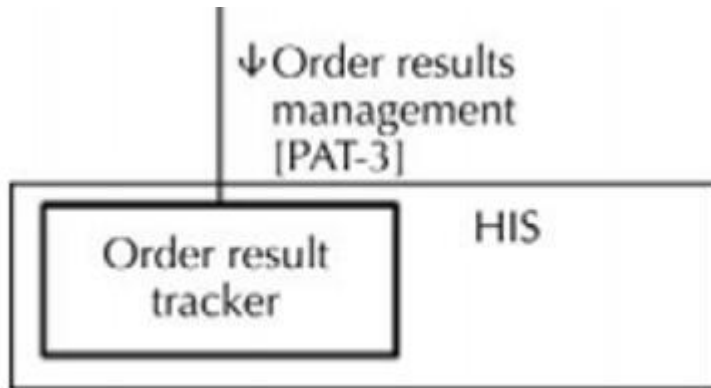 ↓Order results
management
[PAT-3]
HIS
Order result
tracker